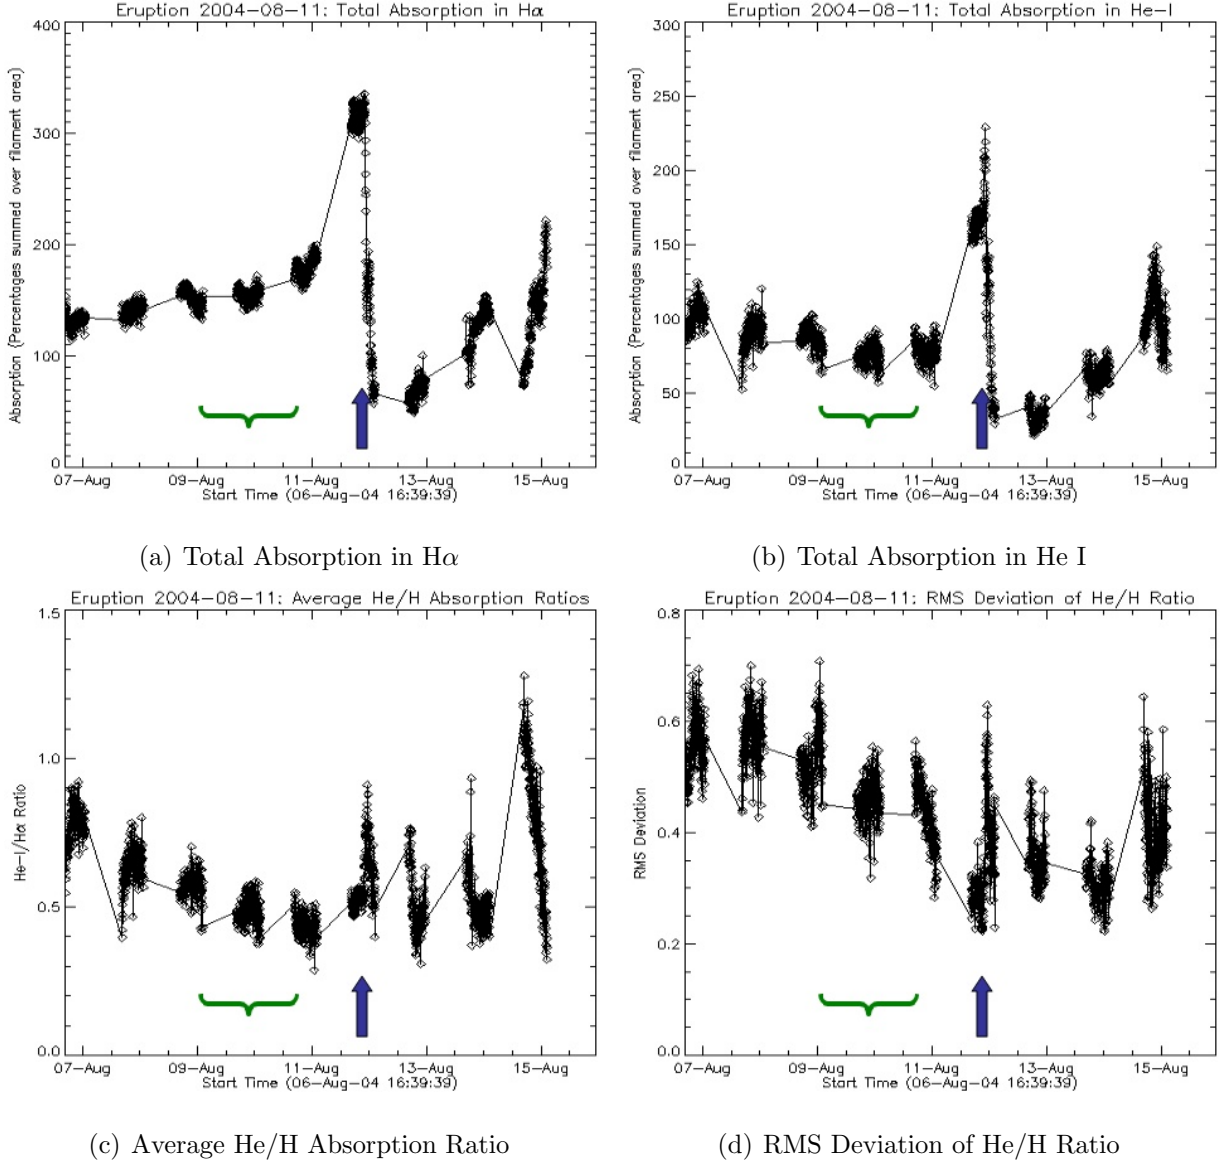 Eruption 2004-08-11: Total Absorption in Hα
Absorption (Percentages summed over filament area)
400
300
200
100
0
07-Aug 09-Aug 11-Aug 13-Aug 15-Aug
Start Time (06-Aug-04 16:39:39)
(a) Total Absorption in Hα
Eruption 2004-08-11: Total Absorption in He-I
Absorption (Percentages summed over filament area)
300
250
200
150
100
50
0
07-Aug 09-Aug 11-Aug 13-Aug 15-Aug
Start Time (06-Aug-04 16:39:39)
(b) Total Absorption in He I
Eruption 2004-08-11: Average He/H Absorption Ratios
He-I/Hα Ratio
1.5
1.0
0.5
0.0
07-Aug 09-Aug 11-Aug 13-Aug 15-Aug
Start Time (06-Aug-04 16:39:39)
(c) Average He/H Absorption Ratio
Eruption 2004-08-11: RMS Deviation of He/H Ratio
RMS Deviation
0.8
0.6
0.4
0.2
0.0
07-Aug 09-Aug 11-Aug 13-Aug 15-Aug
Start Time (06-Aug-04 16:39:39)
(d) RMS Deviation of He/H Ratio